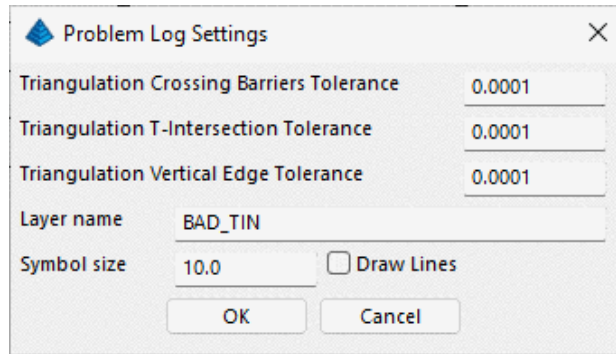 Problem Log Settings
Triangulation Crossing Barriers Tolerance 0.0001
Triangulation T-Intersection Tolerance 0.0001
Triangulation Vertical Edge Tolerance 0.0001
Layer name BAD_TIN
Symbol size 10.0 Draw Lines
OK Cancel